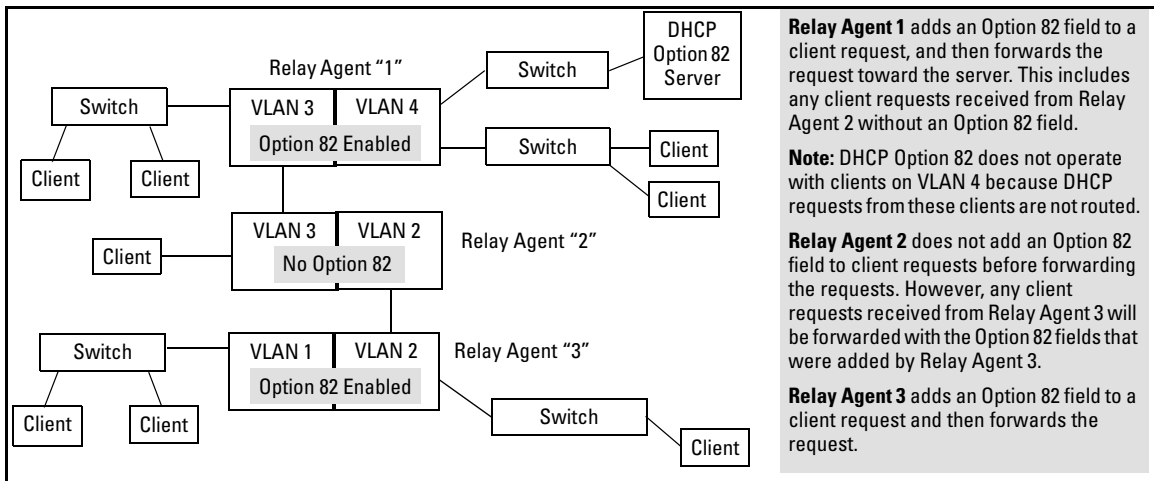 DHCP
Option 82
Server
Relay Agent “1”
Switch
Switch
VLAN 3
VLAN 4
Option 82 Enabled
Switch
Client
Client
Client
Client
VLAN 3
VLAN 2
Relay Agent “2”
Client
No Option 82
Switch
VLAN 1
VLAN 2
Relay Agent “3”
Option 82 Enabled
Client
Client
Switch
Client
Relay Agent 1 adds an Option 82 field to a
client request, and then forwards the
request toward the server. This includes
any client requests received from Relay
Agent 2 without an Option 82 field.
Note: DHCP Option 82 does not operate
with clients on VLAN 4 because DHCP
requests from these clients are not routed.
Relay Agent 2 does not add an Option 82
field to client requests before forwarding
the requests. However, any client
requests received from Relay Agent 3 will
be forwarded with the Option 82 fields that
were added by Relay Agent 3.
Relay Agent 3 adds an Option 82 field to a
client request and then forwards the
request.